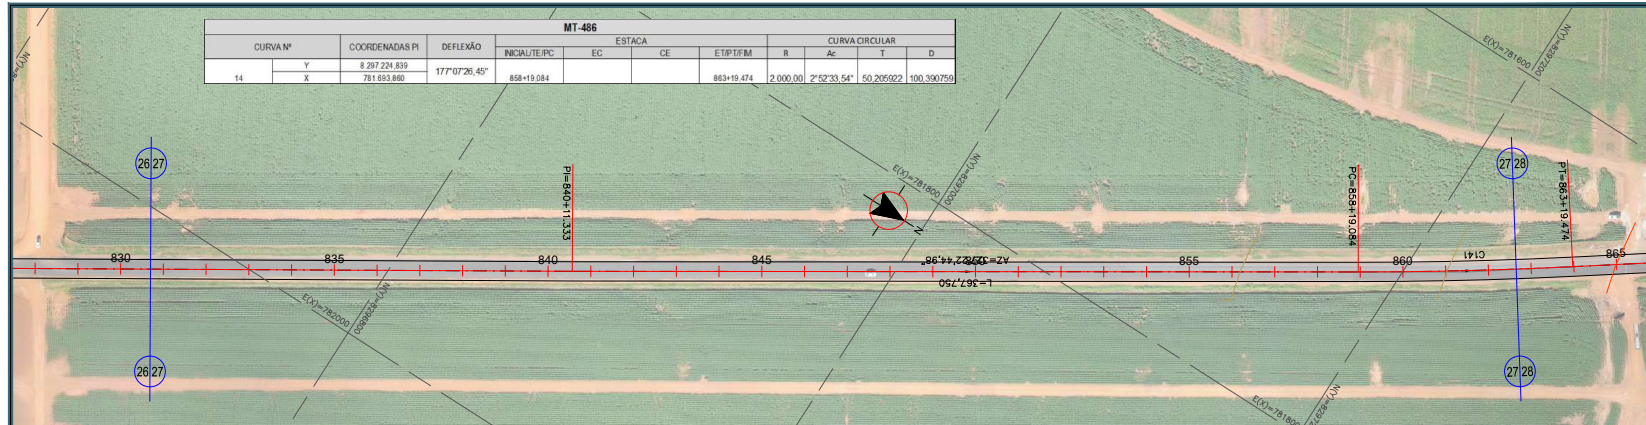 MT-486
CURVA Nº COORDENADAS PI DEFLEXÃO ESTACA CURVA CIRCULAR
INICIAL/TE/PC EC CE ET/PT/FIM R Ac T D
14 Y 8.297.224,839 177°07'26,45" 858+19,084 863+19,474 2.000,00 2°52'33,54" 50,205922 100,390759
X 781.693,860
E(X)=781600
N(Y)=8297200
26 27
27 28
PI=840+11.333
PC=858+19.084
PT=863+19.474
E(X)=781800
N(Y)=8297000
N
830
835
840
845
855
860
865
C141
L=367,750
E(X)=782000
N(Y)=8296800
26 27
27 28
E(X)=781800